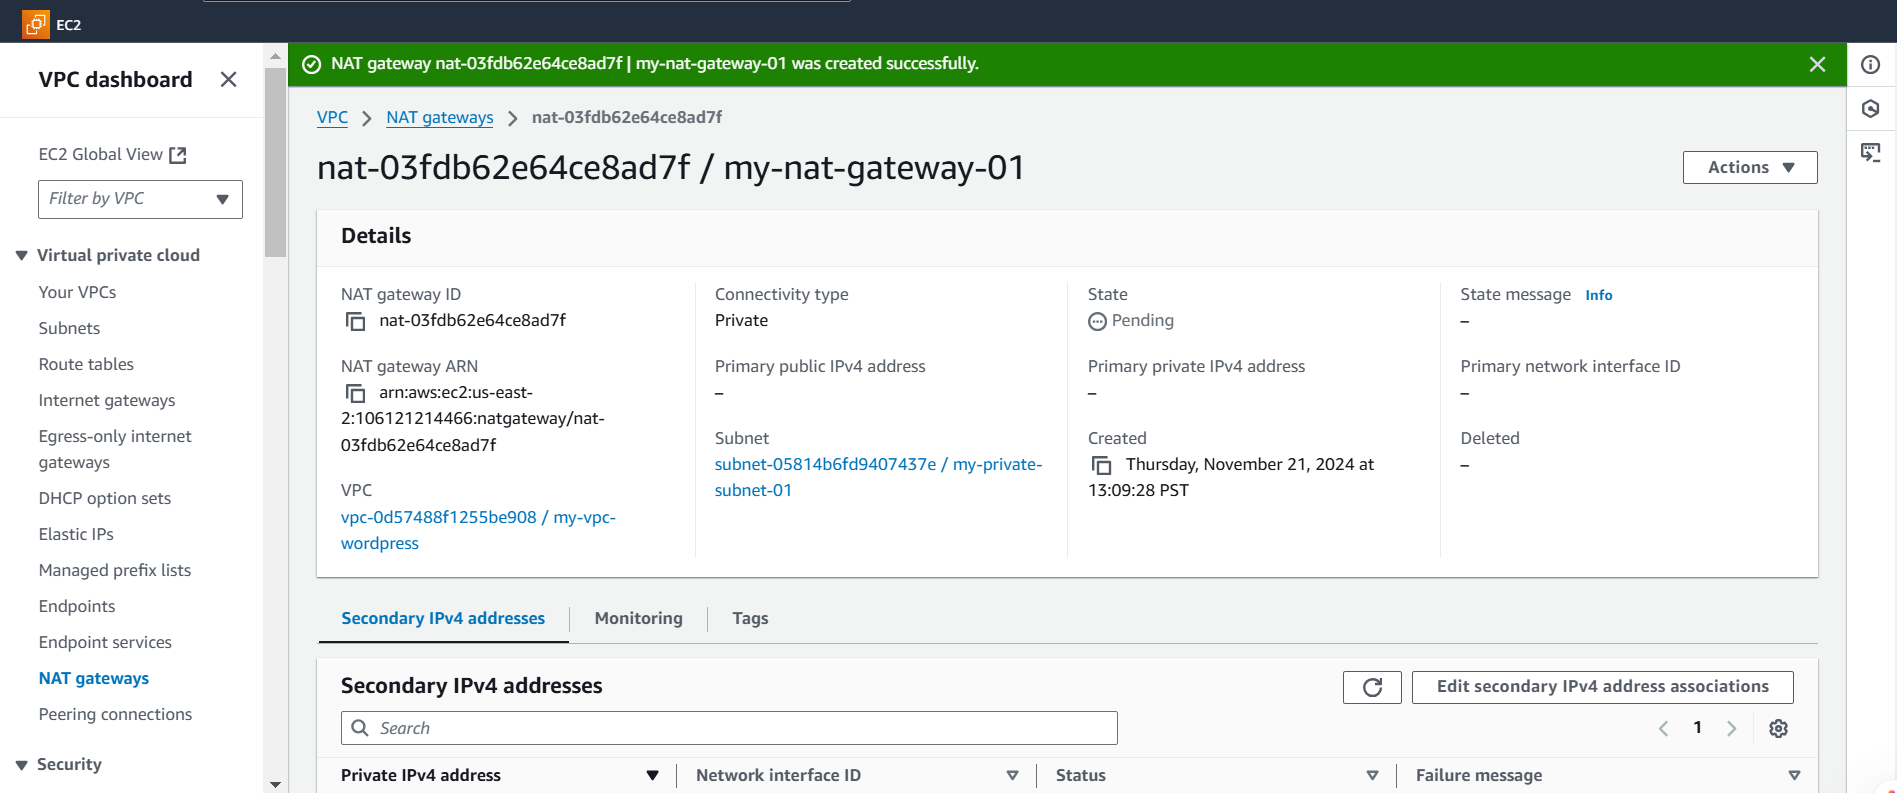 EC2
VPC dashboard
EC2 Global View
Filter by VPC
Virtual private cloud
Your VPCs
Subnets
Route tables
Internet gateways
Egress-only internet
gateways
DHCP option sets
Elastic IPs
Managed prefix lists
Endpoints
Endpoint services
NAT gateways
Peering connections
Security
NAT gateway nat-03fdb62e64ce8ad7f | my-nat-gateway-01 was created successfully.
VPC > NAT gateways > nat-03fdb62e64ce8ad7f
nat-03fdb62e64ce8ad7f / my-nat-gateway-01
Actions
Details
NAT gateway ID
nat-03fdb62e64ce8ad7f
NAT gateway ARN
arn:aws:ec2:us-east-
2:106121214466:natgateway/nat-
03fdb62e64ce8ad7f
VPC
vpc-0d57488f1255be908 / my-vpc-
wordpress
Connectivity type
Private
Primary public IPv4 address
–
Subnet
subnet-05814b6fd9407437e / my-private-
subnet-01
State
Pending
Primary private IPv4 address
–
Created
Thursday, November 21, 2024 at
13:09:28 PST
State message Info
–
Primary network interface ID
–
Deleted
–
Secondary IPv4 addresses
Monitoring
Tags
Secondary IPv4 addresses
Edit secondary IPv4 address associations
Search
1
Private IPv4 address
Network interface ID
Status
Failure message